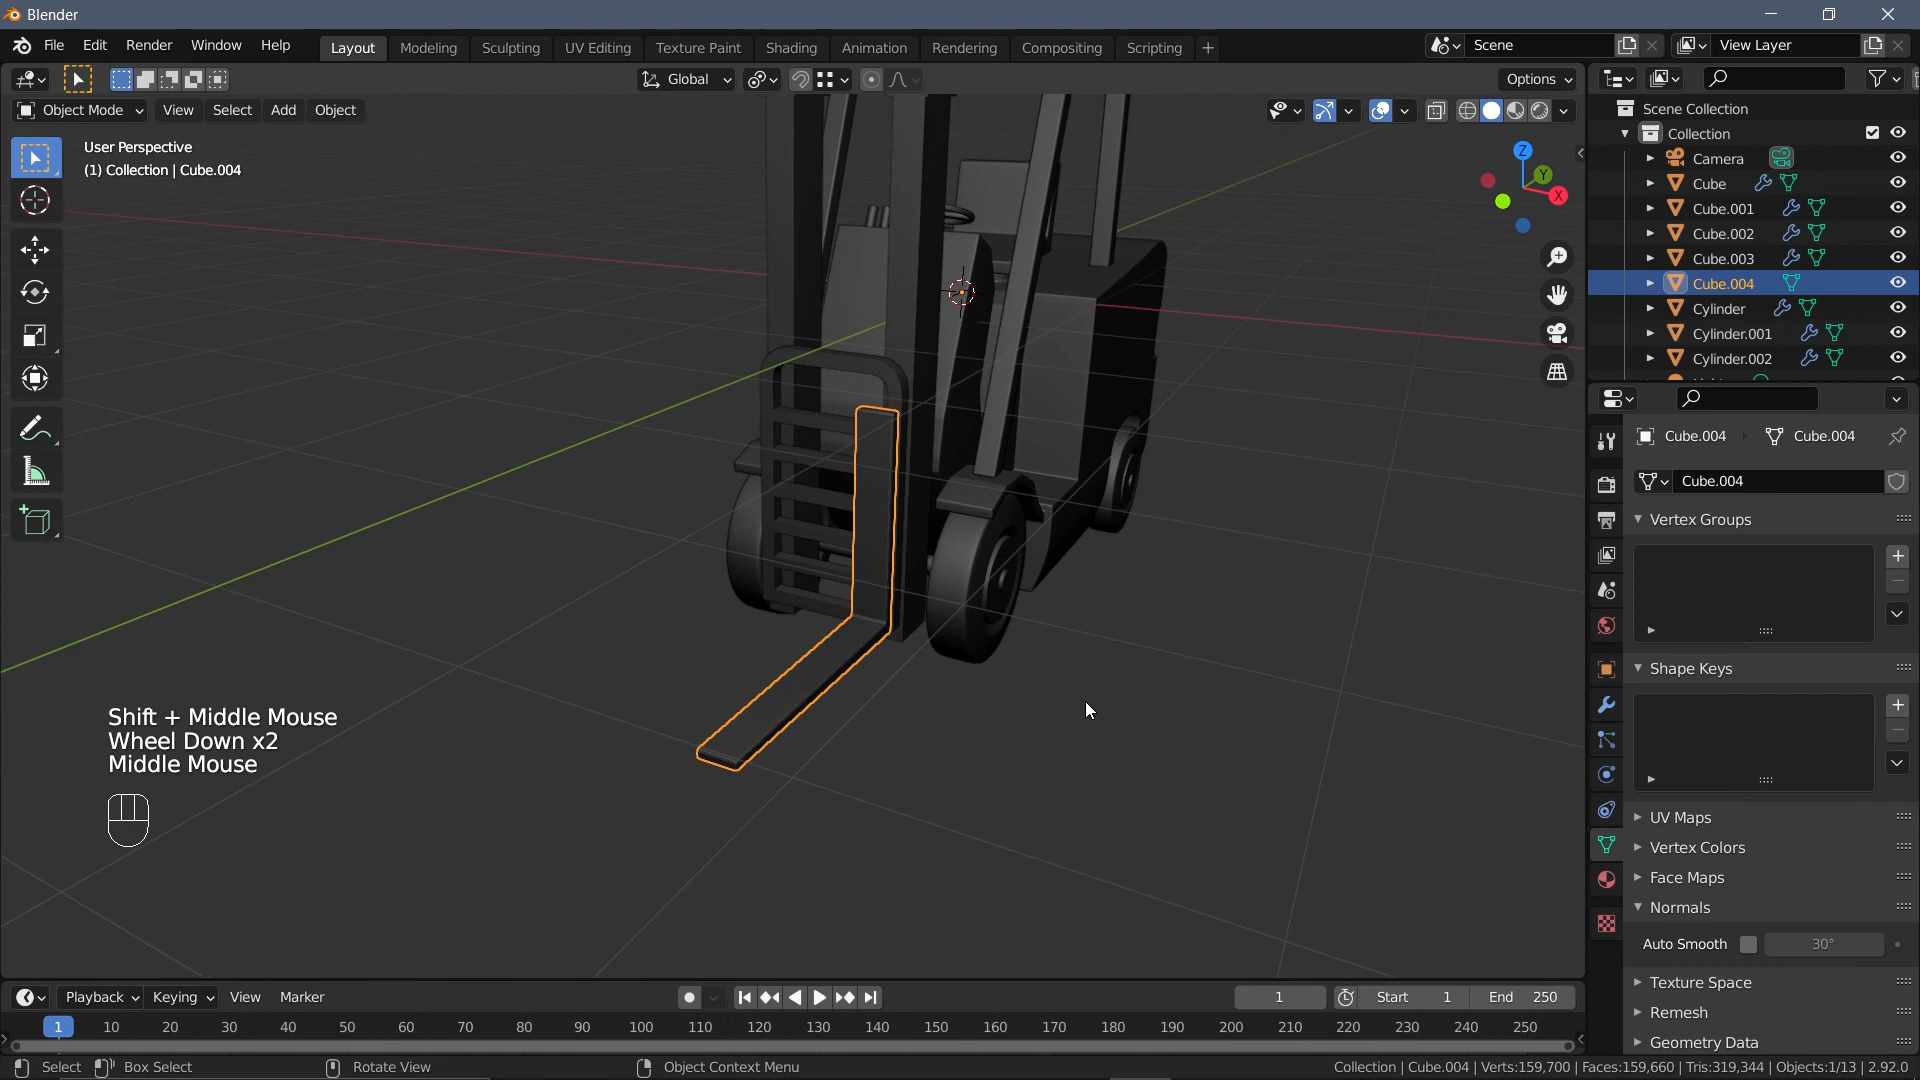 Blender
File Edit Render Window Help Layout Modeling Sculpting UV Editing Texture Paint Shading Animation Rendering Compositing Scripting + Scene View Layer
Global Options
Object Mode View Select Add Object
User Perspective
(1) Collection | Cube.004
Z
Y
X
Scene Collection
Collection
Camera
Cube
Cube.001
Cube.002
Cube.003
Cube.004
Cylinder
Cylinder.001
Cylinder.002
Cube.004 Cube.004
Cube.004
Vertex Groups
Shape Keys
UV Maps
Vertex Colors
Face Maps
Normals
Auto Smooth 30°
Texture Space
Remesh
Geometry Data
Shift + Middle Mouse
Wheel Down x2
Middle Mouse
Playback Keying View Marker 1 Start 1 End 250
1 10 20 30 40 50 60 70 80 90 100 110 120 130 140 150 160 170 180 190 200 210 220 230 240 250
Select Box Select Rotate View Object Context Menu Collection | Cube.004 | Verts:159,700 | Faces:159,660 | Tris:319,344 | Objects:1/13 | 2.92.0